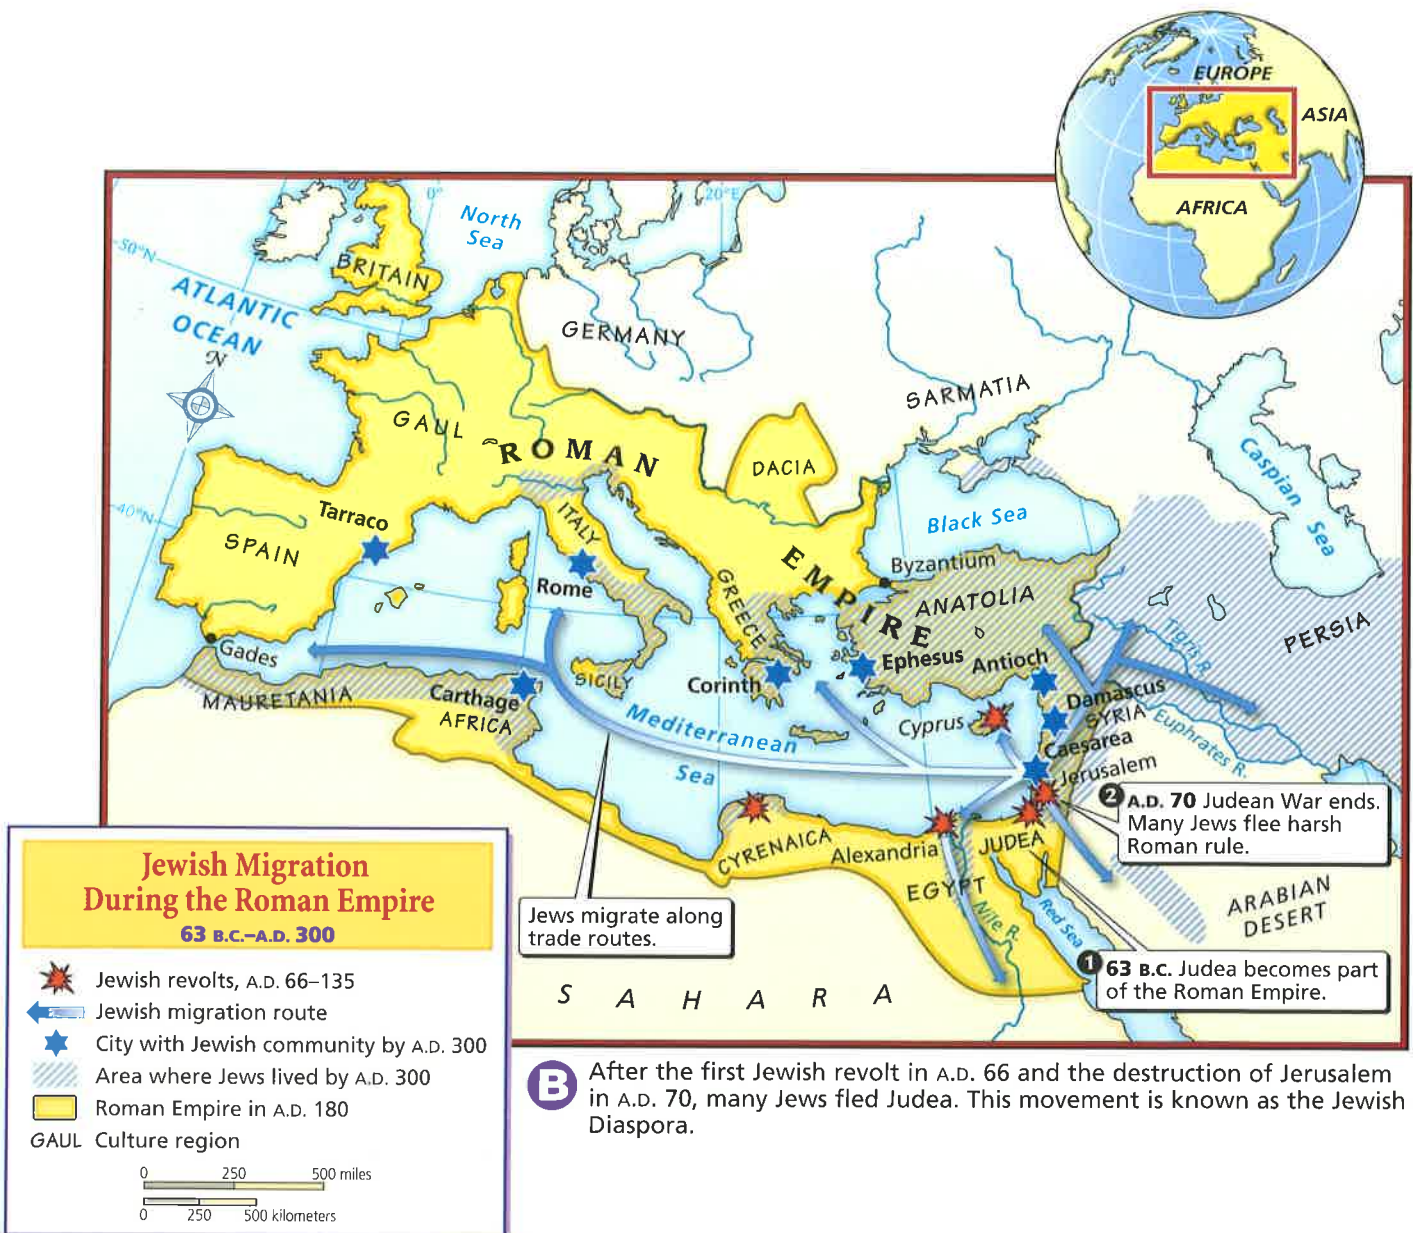 EUROPE
ASIA
AFRICA
0°
20°E
North
Sea
50°N
BRITAIN
ATLANTIC
OCEAN
N
GERMANY
SARMATIA
GAUL
ROMAN
DACIA
Caspian
Sea
40°N
Tarraco
SPAIN
ITALY
Black Sea
Rome
EMPIRE
Byzantium
GREECE
ANATOLIA
PERSIA
Tigris R.
Gades
Ephesus
Antioch
MAURETANIA
Carthage
SICILY
Corinth
Damascus
AFRICA
Mediterranean
Sea
Cyprus
SYRIA
Euphrates R.
Caesarea
Jerusalem
2 A.D. 70 Judean War ends.
Many Jews flee harsh
Roman rule.
CYRENAICA
Alexandria
JUDEA
EGYPT
Nile R.
Red Sea
ARABIAN
DESERT
Jews migrate along
trade routes.
1 63 B.C. Judea becomes part
of the Roman Empire.
SAHARA
Jewish Migration
During the Roman Empire
63 B.C.–A.D. 300
Jewish revolts, A.D. 66–135
Jewish migration route
City with Jewish community by A.D. 300
Area where Jews lived by A.D. 300
Roman Empire in A.D. 180
GAUL Culture region
0 250 500 miles
0 250 500 kilometers
B After the first Jewish revolt in A.D. 66 and the destruction of Jerusalem
in A.D. 70, many Jews fled Judea. This movement is known as the Jewish
Diaspora.